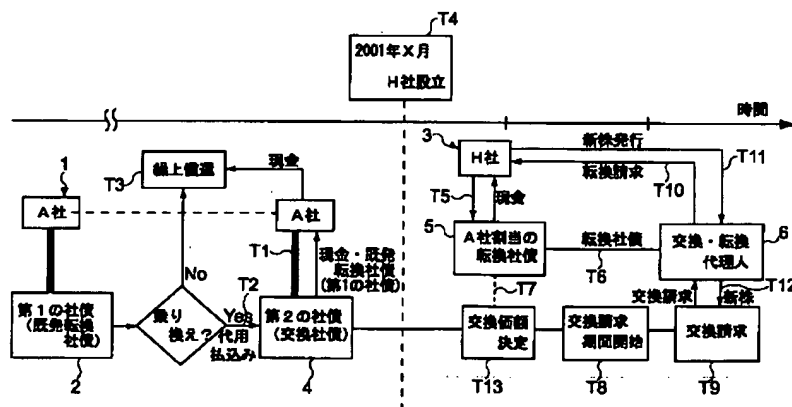 T4
2001年X月
H社設立
時間
1
T3
繰上償還
現金
A社
A社
T1
現金・既発
転換社債
(第1の社債)
No
T2
第1の社債
(既発転換
社債)
2
乗り
換え?
Yes
代用
払込み
第2の社債
(交換社債)
4
3
H社
新株発行
転換請求
T10
T11
T5
現金
5
A社割当の
転換社債
転換社債
T6
交換・転換
代理人
6
T7
交換請求
新株
T12
交換価額
決定
T13
交換請求
期間開始
T8
交換請求
T9